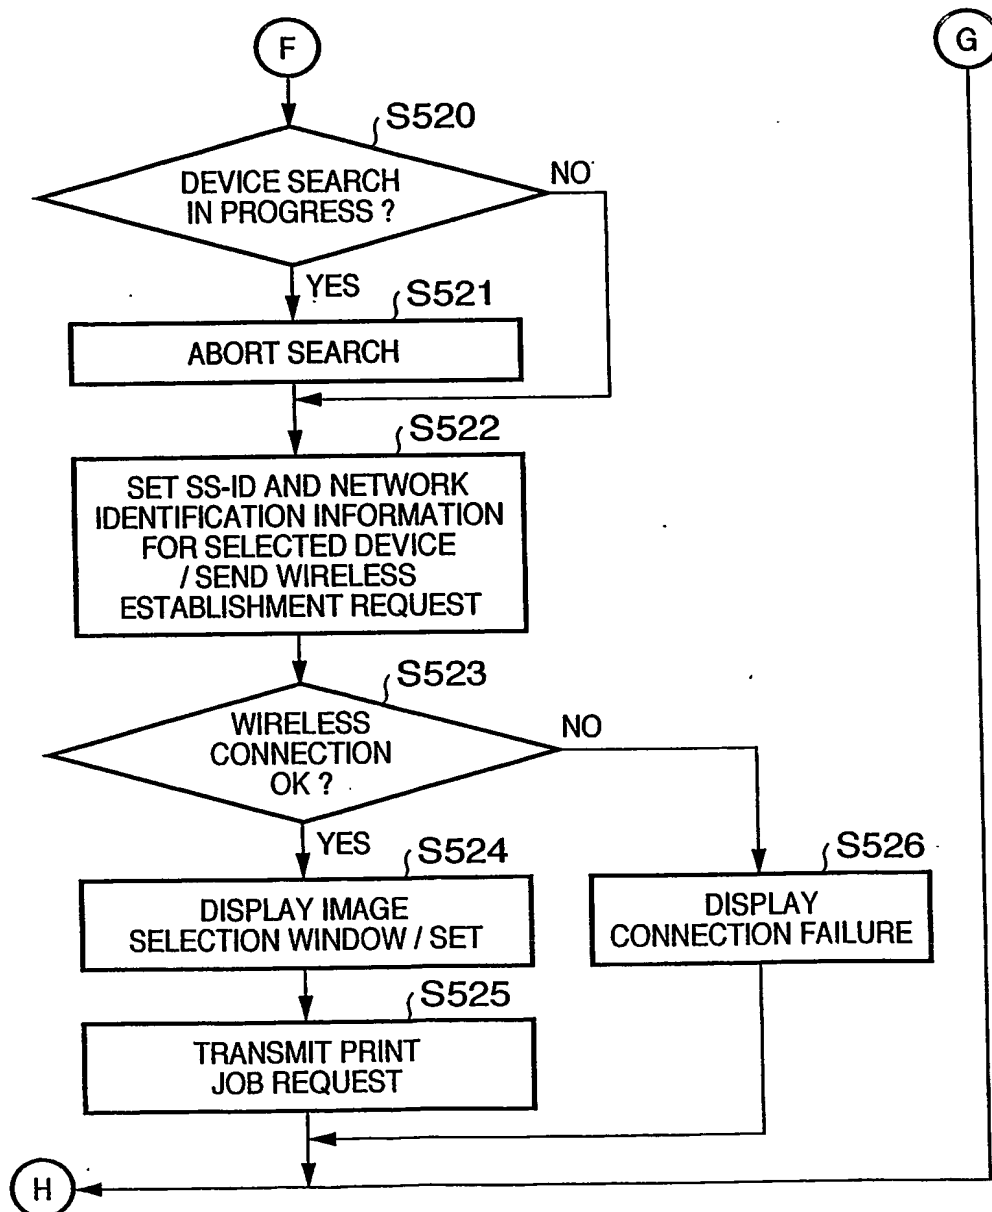 F
G
S520
DEVICE SEARCH
IN PROGRESS ?
NO
YES
S521
ABORT SEARCH
S522
SET SS-ID AND NETWORK
IDENTIFICATION INFORMATION
FOR SELECTED DEVICE
/ SEND WIRELESS
ESTABLISHMENT REQUEST
S523
WIRELESS
CONNECTION
OK ?
NO
YES
S524
DISPLAY IMAGE
SELECTION WINDOW / SET
S526
DISPLAY
CONNECTION FAILURE
S525
TRANSMIT PRINT
JOB REQUEST
H